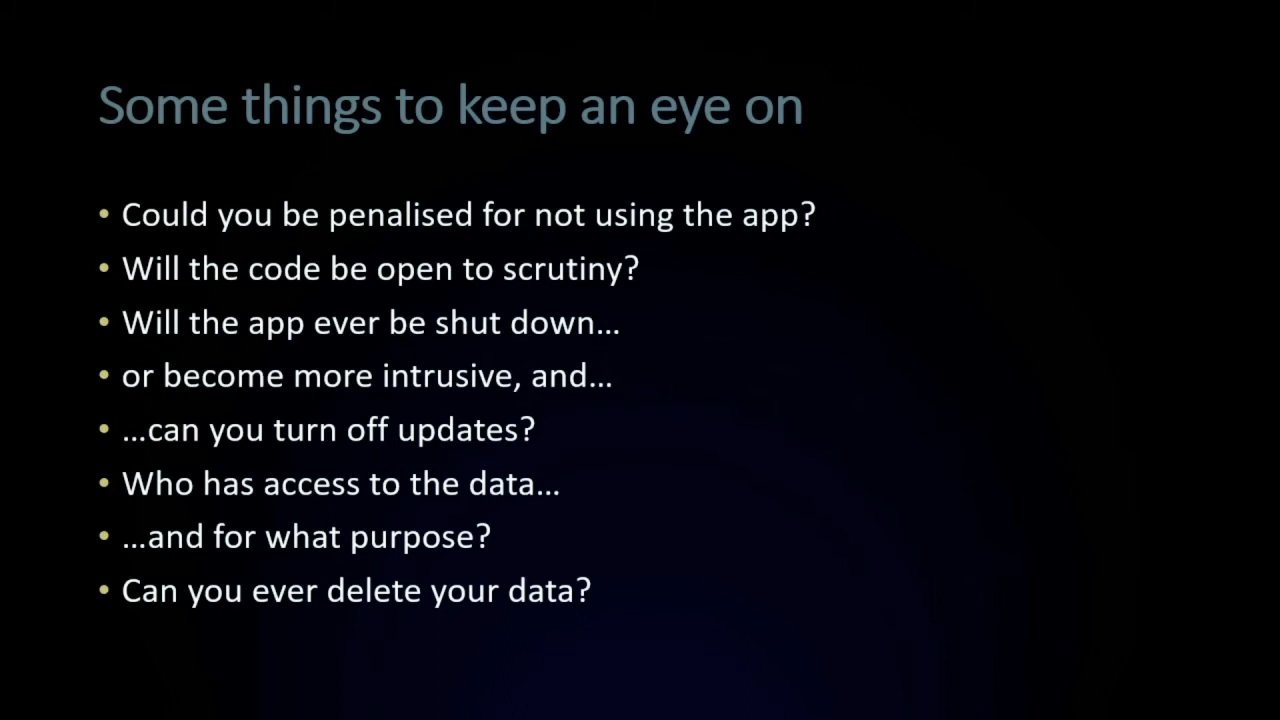 Some things to keep an eye on
• Could you be penalised for not using the app?
• Will the code be open to scrutiny?
• Will the app ever be shut down…
• or become more intrusive, and…
• …can you turn off updates?
• Who has access to the data…
• …and for what purpose?
• Can you ever delete your data?